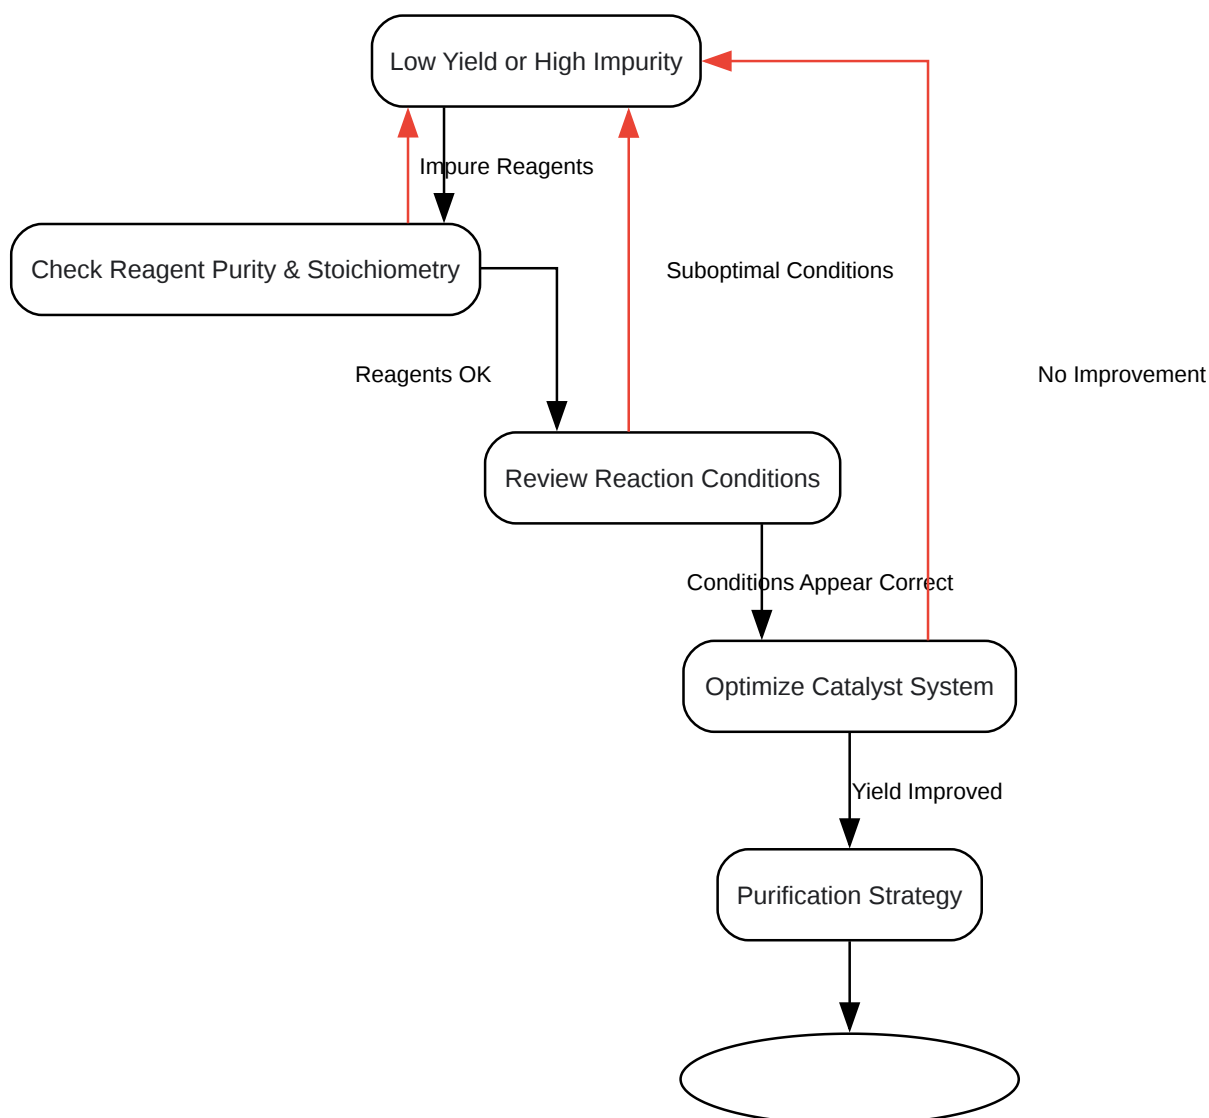 Low Yield or High Impurity
Impure Reagents
Check Reagent Purity & Stoichiometry
Suboptimal Conditions
Reagents OK
No Improvement
Review Reaction Conditions
Conditions Appear Correct
Optimize Catalyst System
Yield Improved
Purification Strategy